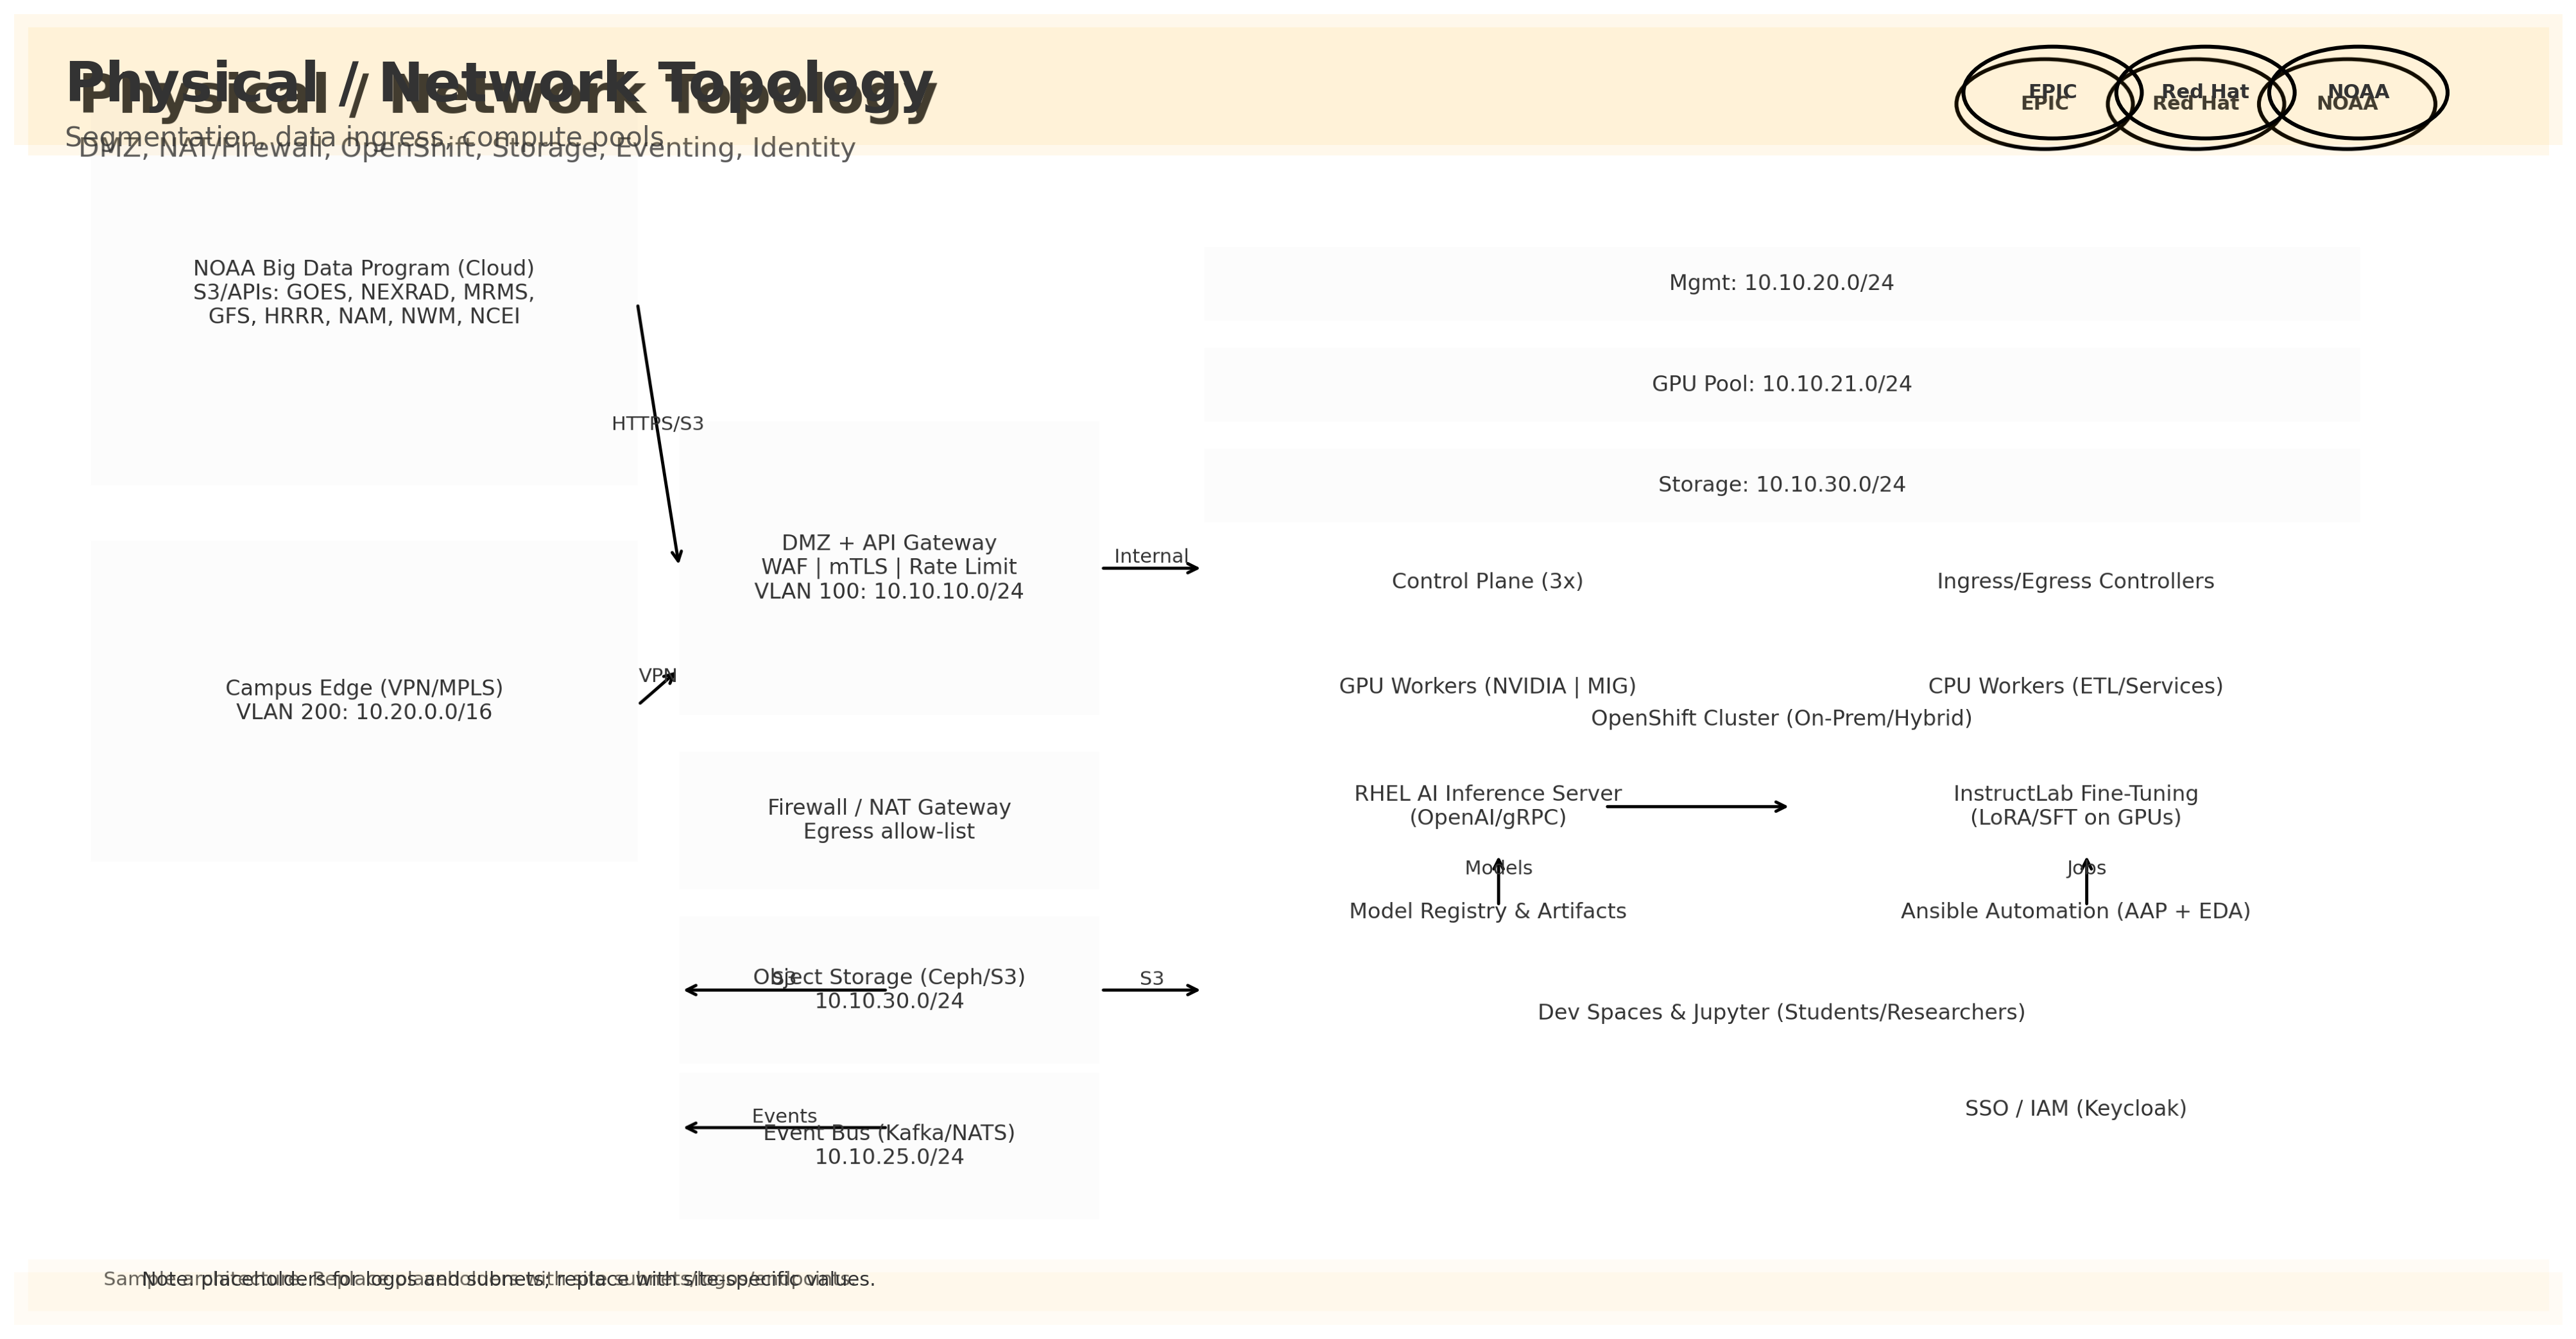 Physical / Network Topology
Physical / Network Topology
Segmentation, data ingress, compute pools
DMZ, NAT/Firewall, OpenShift, Storage, Eventing, Identity
EPIC
Red Hat
NOAA
EPIC
Red Hat
NOAA
NOAA Big Data Program (Cloud)
S3/APIs: GOES, NEXRAD, MRMS,
GFS, HRRR, NAM, NWM, NCEI
HTTPS/S3
Campus Edge (VPN/MPLS)
VLAN 200: 10.20.0.0/16
VPN
DMZ + API Gateway
WAF | mTLS | Rate Limit
VLAN 100: 10.10.10.0/24
Internal
Firewall / NAT Gateway
Egress allow-list
Object Storage (Ceph/S3)
10.10.30.0/24
S3
S3
Events
Event Bus (Kafka/NATS)
10.10.25.0/24
Mgmt: 10.10.20.0/24
GPU Pool: 10.10.21.0/24
Storage: 10.10.30.0/24
Control Plane (3x)
Ingress/Egress Controllers
GPU Workers (NVIDIA | MIG)
CPU Workers (ETL/Services)
OpenShift Cluster (On-Prem/Hybrid)
RHEL AI Inference Server
(OpenAI/gRPC)
InstructLab Fine-Tuning
(LoRA/SFT on GPUs)
Models
Jobs
Model Registry & Artifacts
Ansible Automation (AAP + EDA)
Dev Spaces & Jupyter (Students/Researchers)
SSO / IAM (Keycloak)
Note: placeholders for logos and subnets; replace with site-specific values.